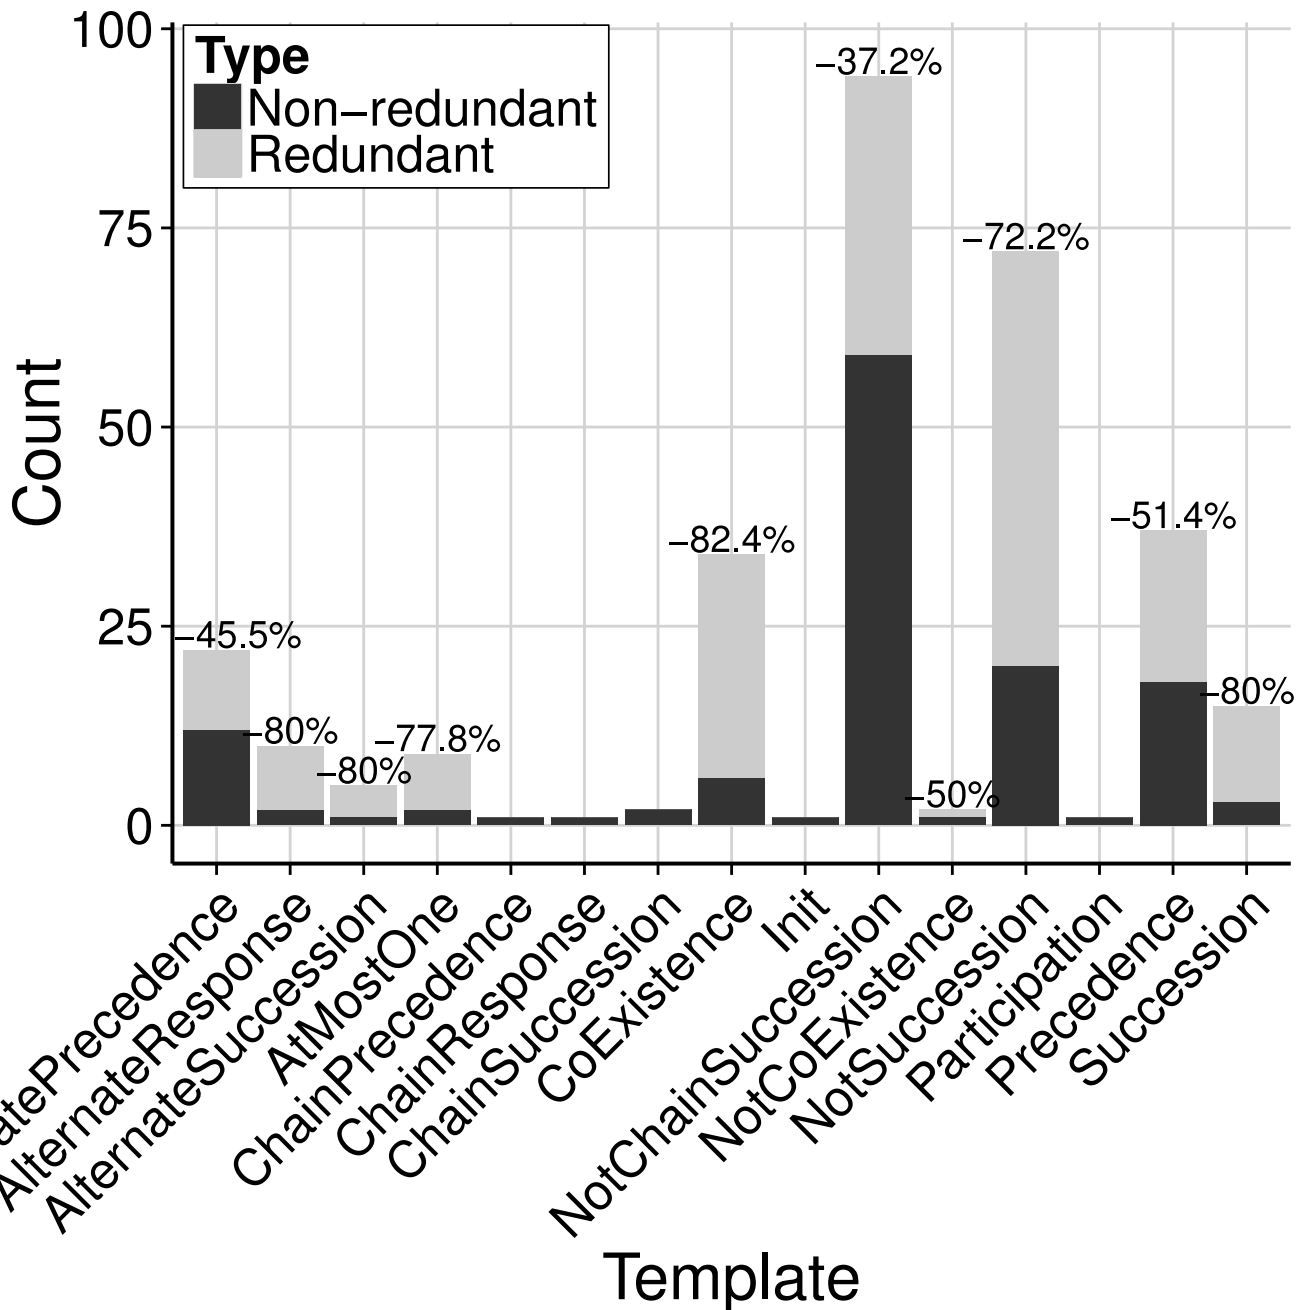 100
75
50
25
0
Count
Type
Non−redundant
Redundant
−45.5%
−80%
−80%
−77.8%
−82.4%
−37.2%
−50%
−72.2%
−51.4%
−80%
atePrecedence
AlternateResponse
AlternateSuccession
AtMostOne
ChainPrecedence
ChainResponse
ChainSuccession
CoExistence
Init
NotChainSuccession
NotCoExistence
NotSuccession
Participation
Precedence
Succession
Template